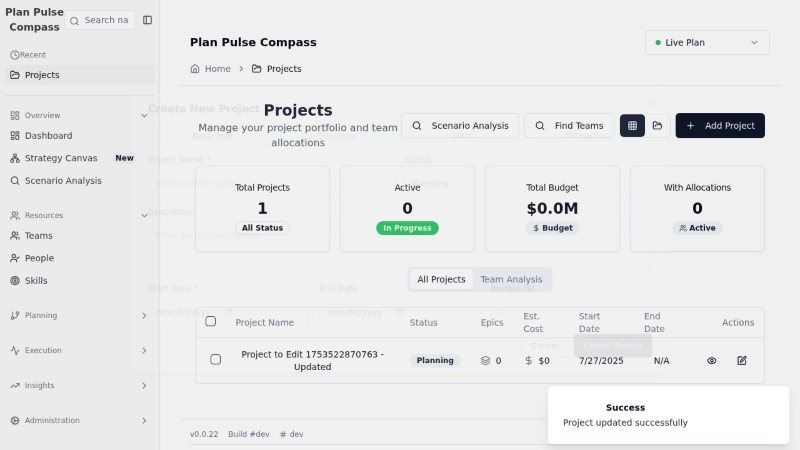 Plan Pulse
Compass
Search na
Recent
Projects
Overview
Dashboard
Strategy Canvas New
Scenario Analysis
Resources
Teams
People
Skills
Planning
Execution
Insights
Administration
Plan Pulse Compass
Live Plan
Home > Projects
Create New Project
Projects
Manage your project portfolio and team
allocations
Scenario Analysis
Find Teams
+ Add Project
Project Name *
Status
Planning
Total Projects
1
All Status
Active
0
In Progress
Total Budget
$0.0M
$ Budget
With Allocations
0
Active
Description
Start Date *
End Date
Budget ($)
All Projects
Team Analysis
mm/dd/yyyy
mm/dd/yyyy
Project Name
Status
Epics
Est.
Cost
Start
Date
End
Date
Actions
Cancel
Create Project
Project to Edit 1753522870763 -
Updated
Planning
0
$ $0
7/27/2025
N/A
Success
Project updated successfully
v0.0.22 Build #dev # dev